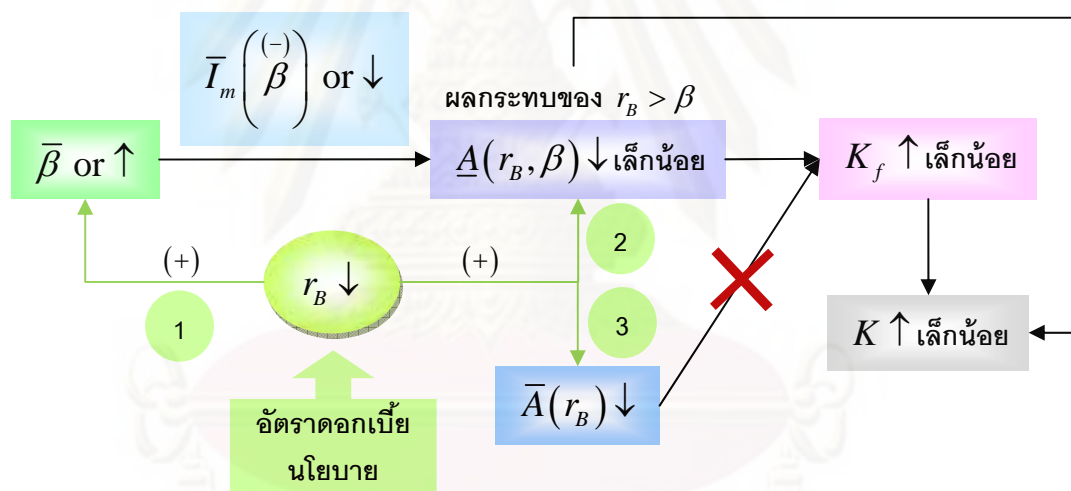 Ī_m((-) β) or ↓
ผลกระทบของ r_B > β
β̄ or ↑
A̲(r_B, β) ↓ เล็กน้อย
K_f ↑ เล็กน้อย
(+)
r_B ↓
(+)
2
1
3
K ↑ เล็กน้อย
Ā(r_B) ↓
อัตราดอกเบี้ย
นโยบาย